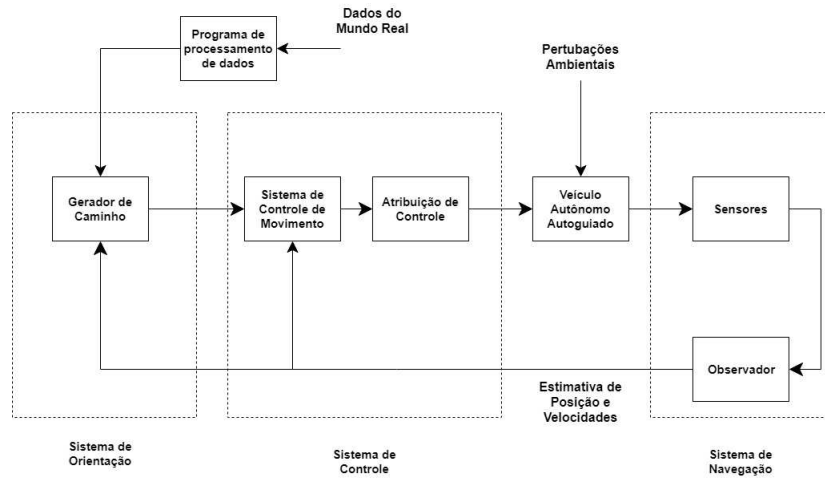 Dados do
Mundo Real
Programa de
processamento
de dados
Pertubações
Ambientais
Gerador de
Caminho
Sistema de
Controle de
Movimento
Atribuição de
Controle
Veículo
Autônomo
Autoguiado
Sensores
Observador
Estimativa de
Posição e
Velocidades
Sistema de
Orientação
Sistema de
Controle
Sistema de
Navegação